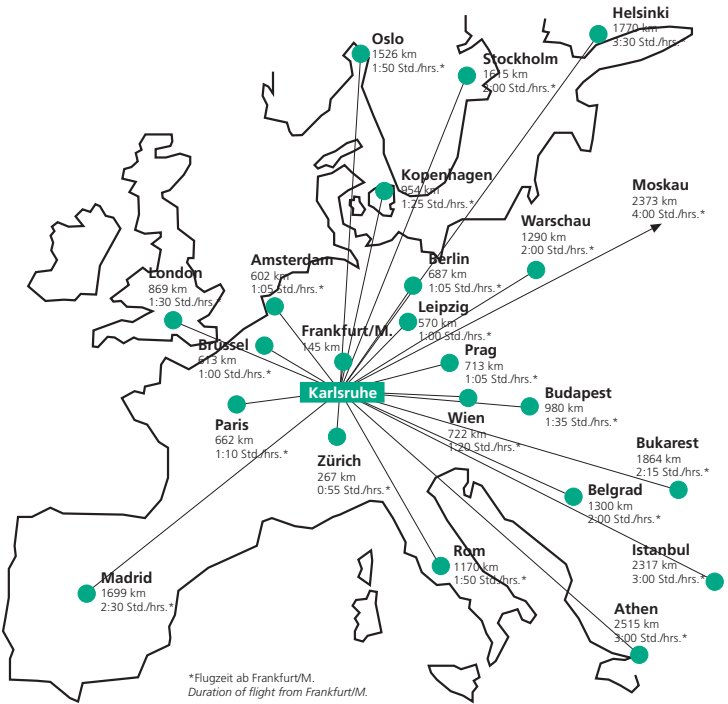 Helsinki
1770 km
3:30 Std./hrs.*
Oslo
1526 km
1:50 Std./hrs.*
Stockholm
1615 km
2:00 Std./hrs.*
Kopenhagen
954 km
1:25 Std./hrs.*
Moskau
2373 km
4:00 Std./hrs.*
Warschau
1290 km
2:00 Std./hrs.*
Amsterdam
602 km
1:05 Std./hrs.*
Berlin
687 km
1:05 Std./hrs.*
London
869 km
1:30 Std./hrs.*
Leipzig
570 km
1:00 Std./hrs.*
Frankfurt/M.
145 km
Brüssel
613 km
1:00 Std./hrs.*
Prag
713 km
1:05 Std./hrs.*
Karlsruhe
Budapest
980 km
1:35 Std./hrs.*
Paris
662 km
1:10 Std./hrs.*
Wien
722 km
1:20 Std./hrs.*
Zürich
267 km
0:55 Std./hrs.*
Bukarest
1864 km
2:15 Std./hrs.*
Belgrad
1300 km
2:00 Std./hrs.*
Rom
1170 km
1:50 Std./hrs.*
Istanbul
2317 km
3:00 Std./hrs.*
Madrid
1699 km
2:30 Std./hrs.*
Athen
2515 km
3:00 Std./hrs.*
*Flugzeit ab Frankfurt/M.
Duration of flight from Frankfurt/M.